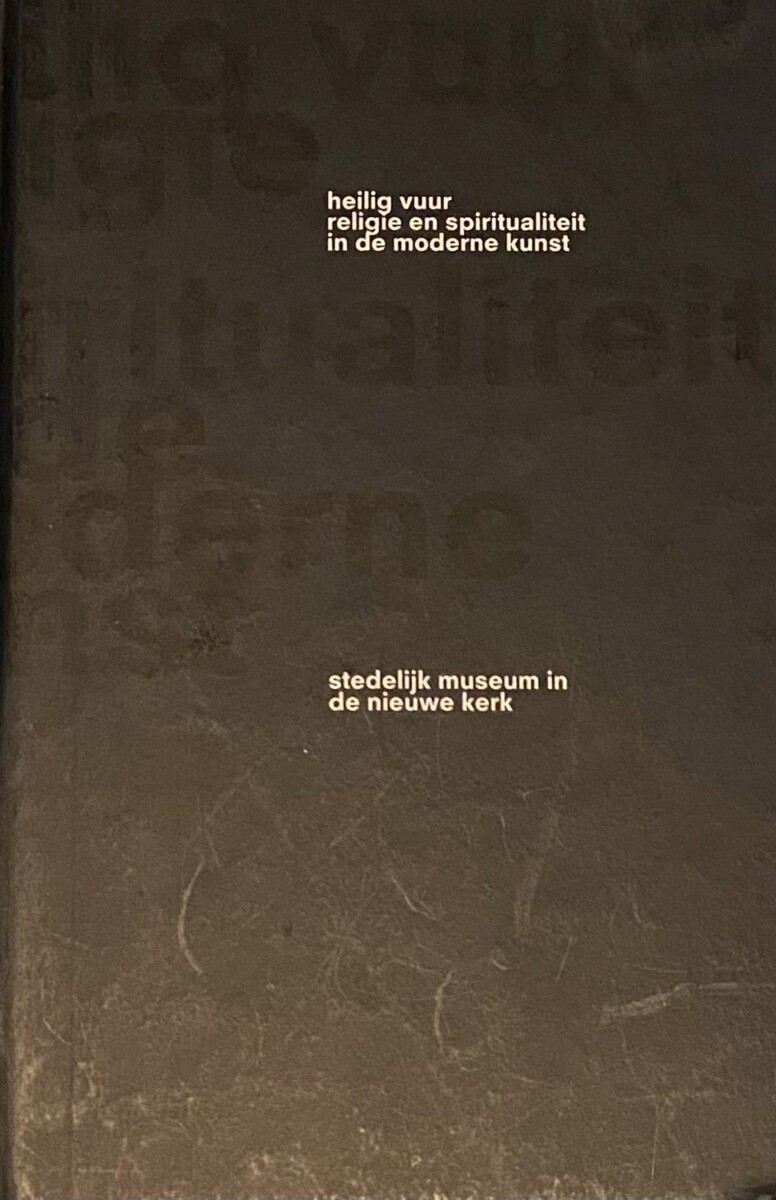 heilig vuur
religie en spiritualiteit
in de moderne kunst
stedelijk museum in
de nieuwe kerk